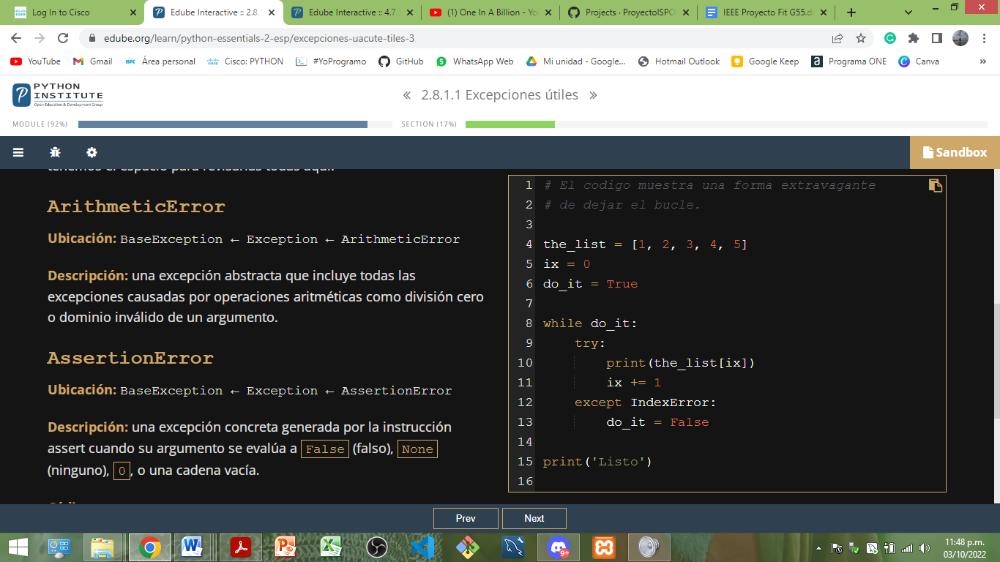 Log In to Cisco
Edube Interactive :: 2.8.
Edube Interactive :: 4.7.
(1) One In A Billion - Yo
Projects · ProyectoISPC
IEEE Proyecto Fit G55.d
edube.org/learn/python-essentials-2-esp/excepciones-uacute-tiles-3
YouTube
Gmail
ISPC
Área personal
Cisco: PYTHON
#YoProgramo
GitHub
5
WhatsApp Web
Mi unidad - Google...
Hotmail Outlook
Google Keep
a
Programa ONE
Canva
»
PYTHON
INSTITUTE
Open Education & Development Group
« 2.8.1.1 Excepciones útiles »
MODULE (92%)
SECTION (17%)
Sandbox
tenemos el espacio para revisarlas todas aquí.
ArithmeticError
Ubicación: BaseException ← Exception ← ArithmeticError
Descripción: una excepción abstracta que incluye todas las
excepciones causadas por operaciones aritméticas como división cero
o dominio inválido de un argumento.
AssertionError
Ubicación: BaseException ← Exception ← AssertionError
Descripción: una excepción concreta generada por la instrucción
assert cuando su argumento se evalúa a False (falso), None
(ninguno), 0, o una cadena vacía.
1 # El codigo muestra una forma extravagante
2 # de dejar el bucle.
3
4 the_list = [1, 2, 3, 4, 5]
5 ix = 0
6 do_it = True
7
8 while do_it:
9     try:
10         print(the_list[ix])
11         ix += 1
12     except IndexError:
13         do_it = False
14
15 print('Listo')
16
Prev
Next
9+
11:48 p.m.
03/10/2022